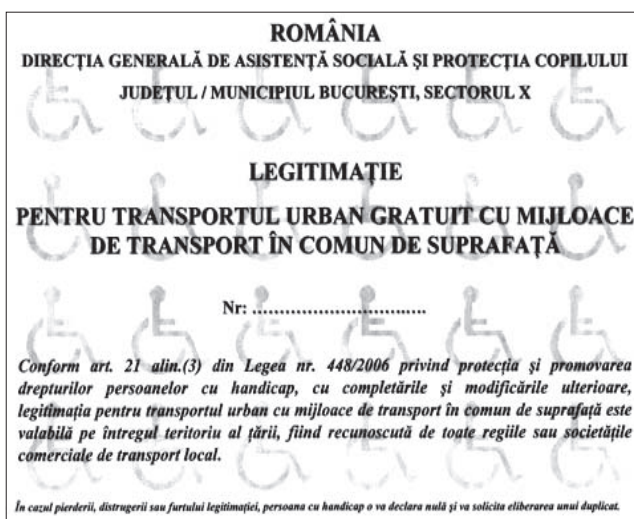 ROMÂNIA
DIRECȚIA GENERALĂ DE ASISTENȚĂ SOCIALĂ ȘI PROTECȚIA COPILULUI
JUDEȚUL / MUNICIPIUL BUCUREȘTI, SECTORUL X
LEGITIMAȚIE
PENTRU TRANSPORTUL URBAN GRATUIT CU MIJLOACE
DE TRANSPORT ÎN COMUN DE SUPRAFAȚĂ
Nr: ................................
Conform art. 21 alin.(3) din Legea nr. 448/2006 privind protecția și promovarea
drepturilor persoanelor cu handicap, cu completările și modificările ulterioare,
legitimația pentru transportul urban cu mijloace de transport în comun de suprafață este
valabilă pe întregul teritoriu al țării, fiind recunoscută de toate regiile sau societățile
comerciale de transport local.
În cazul pierderii, distrugerii sau furtului legitimației, persoana cu handicap o va declara nulă și va solicita eliberarea unui duplicat.